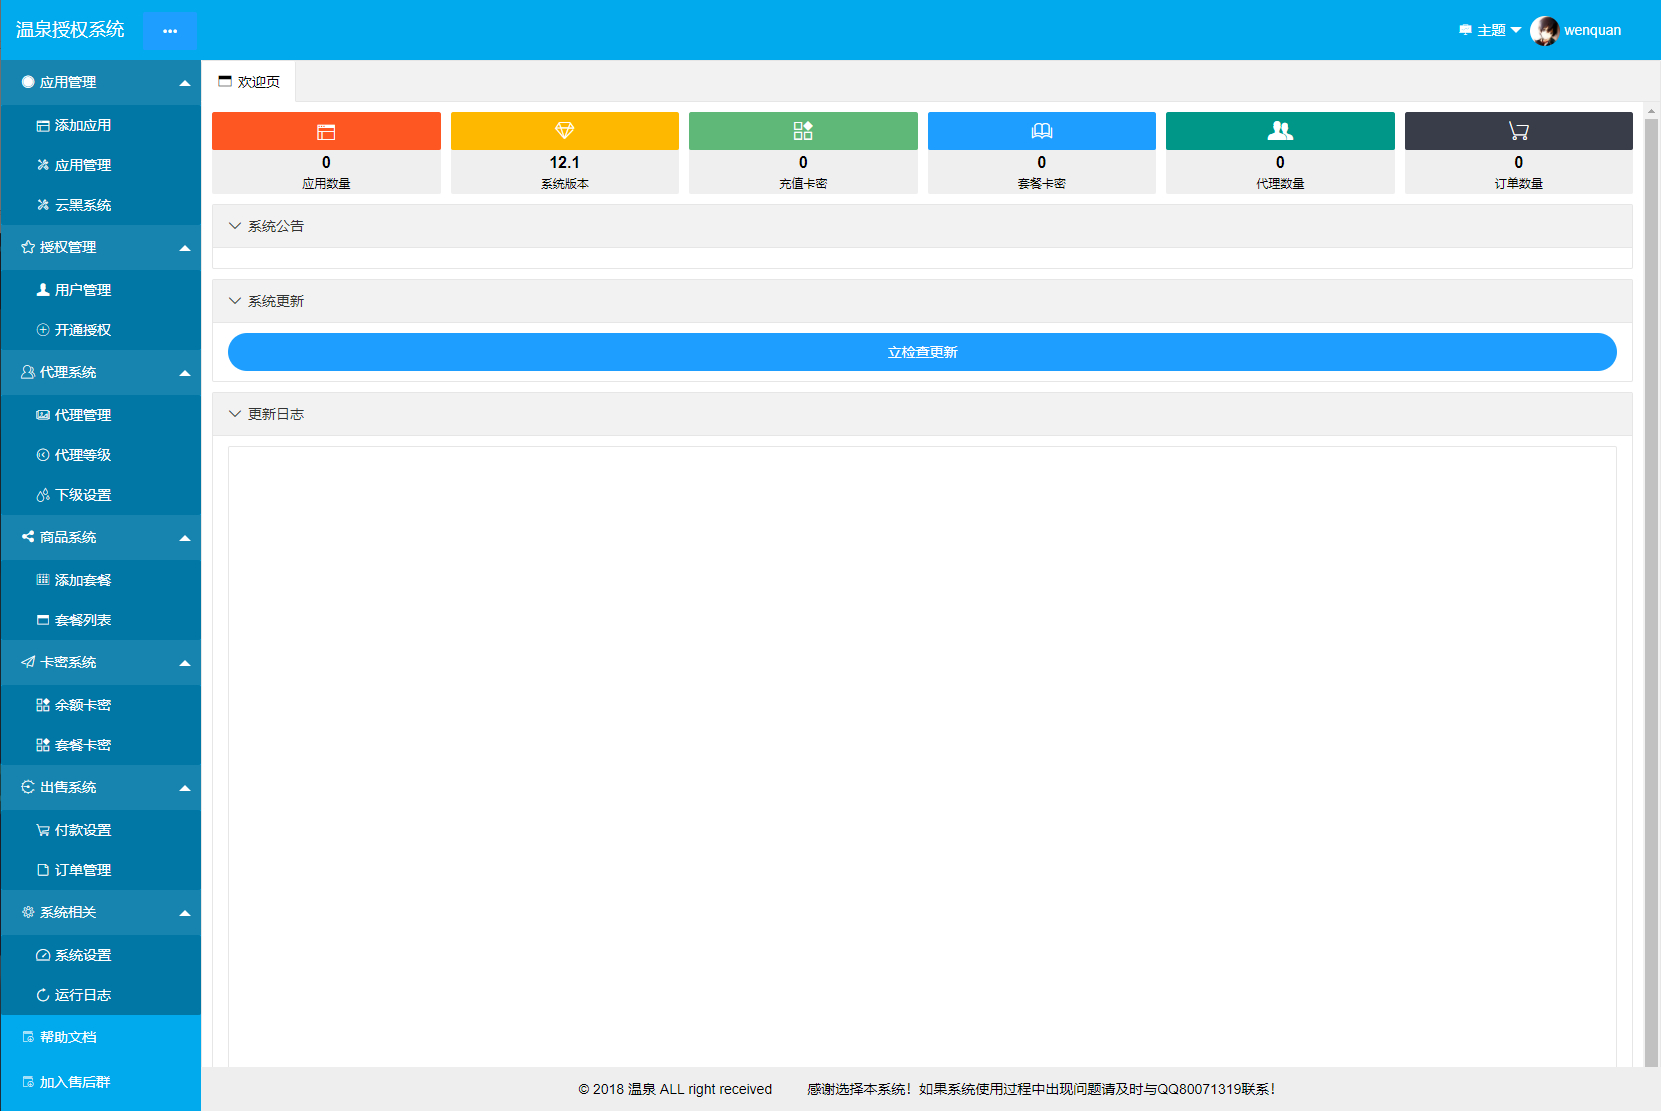 温泉授权系统
主题
wenquan
应用管理
添加应用
应用管理
云黑系统
授权管理
用户管理
开通授权
代理系统
代理管理
代理等级
下级设置
商品系统
添加套餐
套餐列表
卡密系统
余额卡密
套餐卡密
出售系统
付款设置
订单管理
系统相关
系统设置
运行日志
帮助文档
加入售后群
欢迎页
0
应用数量
12.1
系统版本
0
充值卡密
0
套餐卡密
0
代理数量
0
订单数量
系统公告
系统更新
立检查更新
更新日志
© 2018 温泉 ALL right received 感谢选择本系统！如果系统使用过程中出现问题请及时与QQ80071319联系！